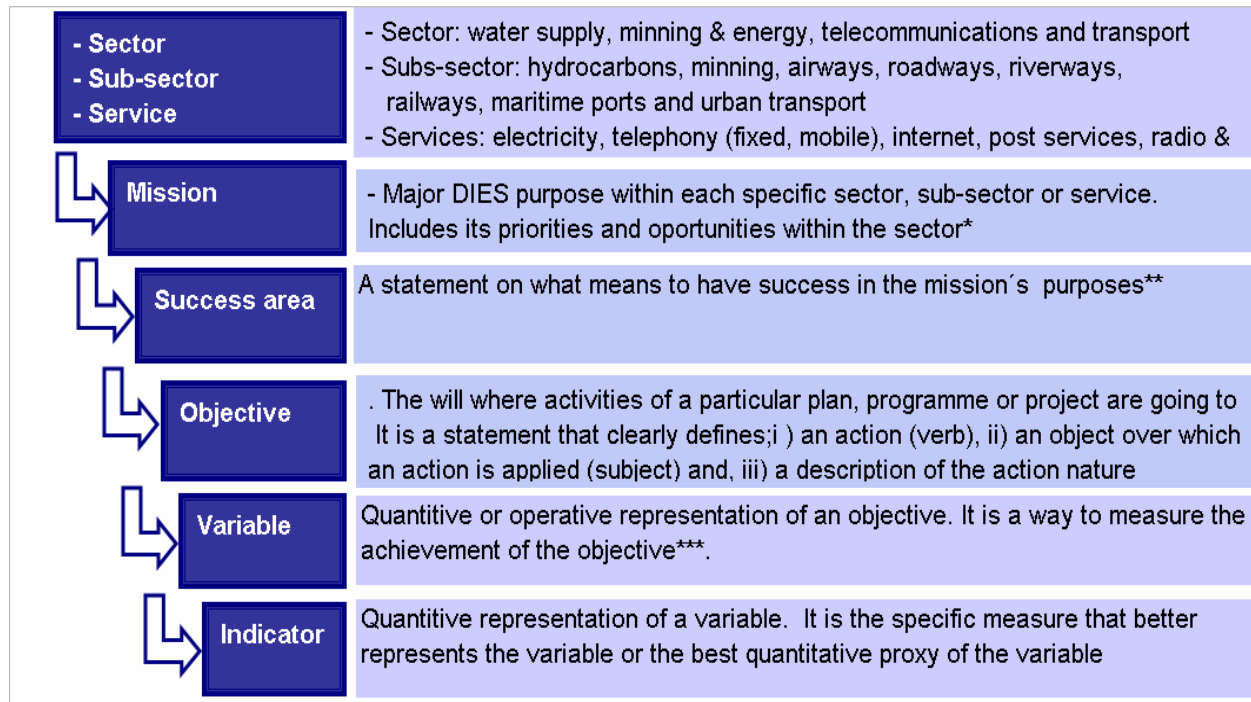 - Sector
- Sub-sector
- Service
- Sector: water supply, minning & energy, telecommunications and transport
- Subs-sector: hydrocarbons, minning, airways, roadways, riverways,
railways, maritime ports and urban transport
- Services: electricity, telephony (fixed, mobile), internet, post services, radio &
Mission
- Major DIES purpose within each specific sector, sub-sector or service.
Includes its priorities and oportunities within the sector*
Success area
A statement on what means to have success in the mission´s purposes**
Objective
. The will where activities of a particular plan, programme or project are going to
It is a statement that clearly defines;i ) an action (verb), ii) an object over which
an action is applied (subject) and, iii) a description of the action nature
Variable
Quantitive or operative representation of an objective. It is a way to measure the
achievement of the objective***.
Indicator
Quantitive representation of a variable. It is the specific measure that better
represents the variable or the best quantitative proxy of the variable